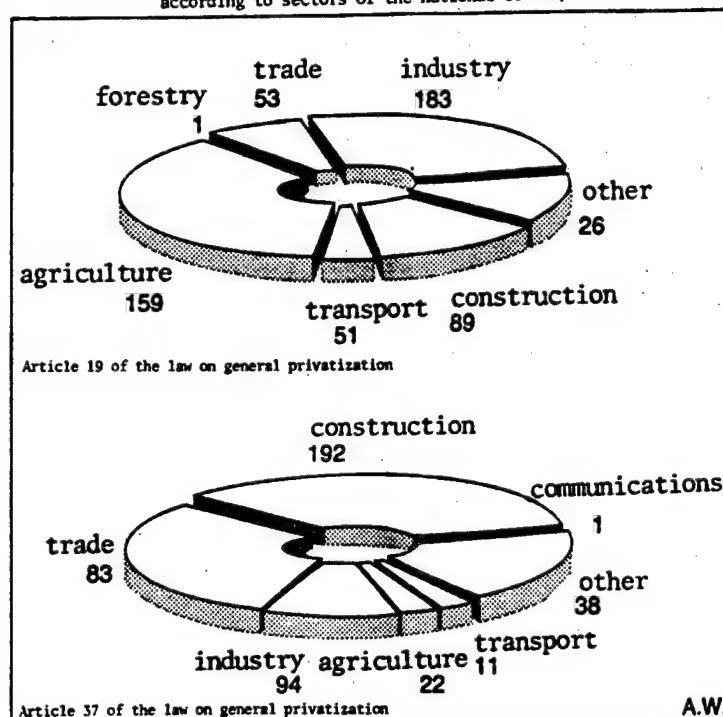 according to sectors of the national
trade industry
forestry 53 183
1
other
26
agriculture
159
transport construction
51 89
Article 19 of the law on general privatization
construction
192
communications
1
trade
83
other
38
industry agriculture transport
94 22 11
Article 37 of the law on general privatization
A.W